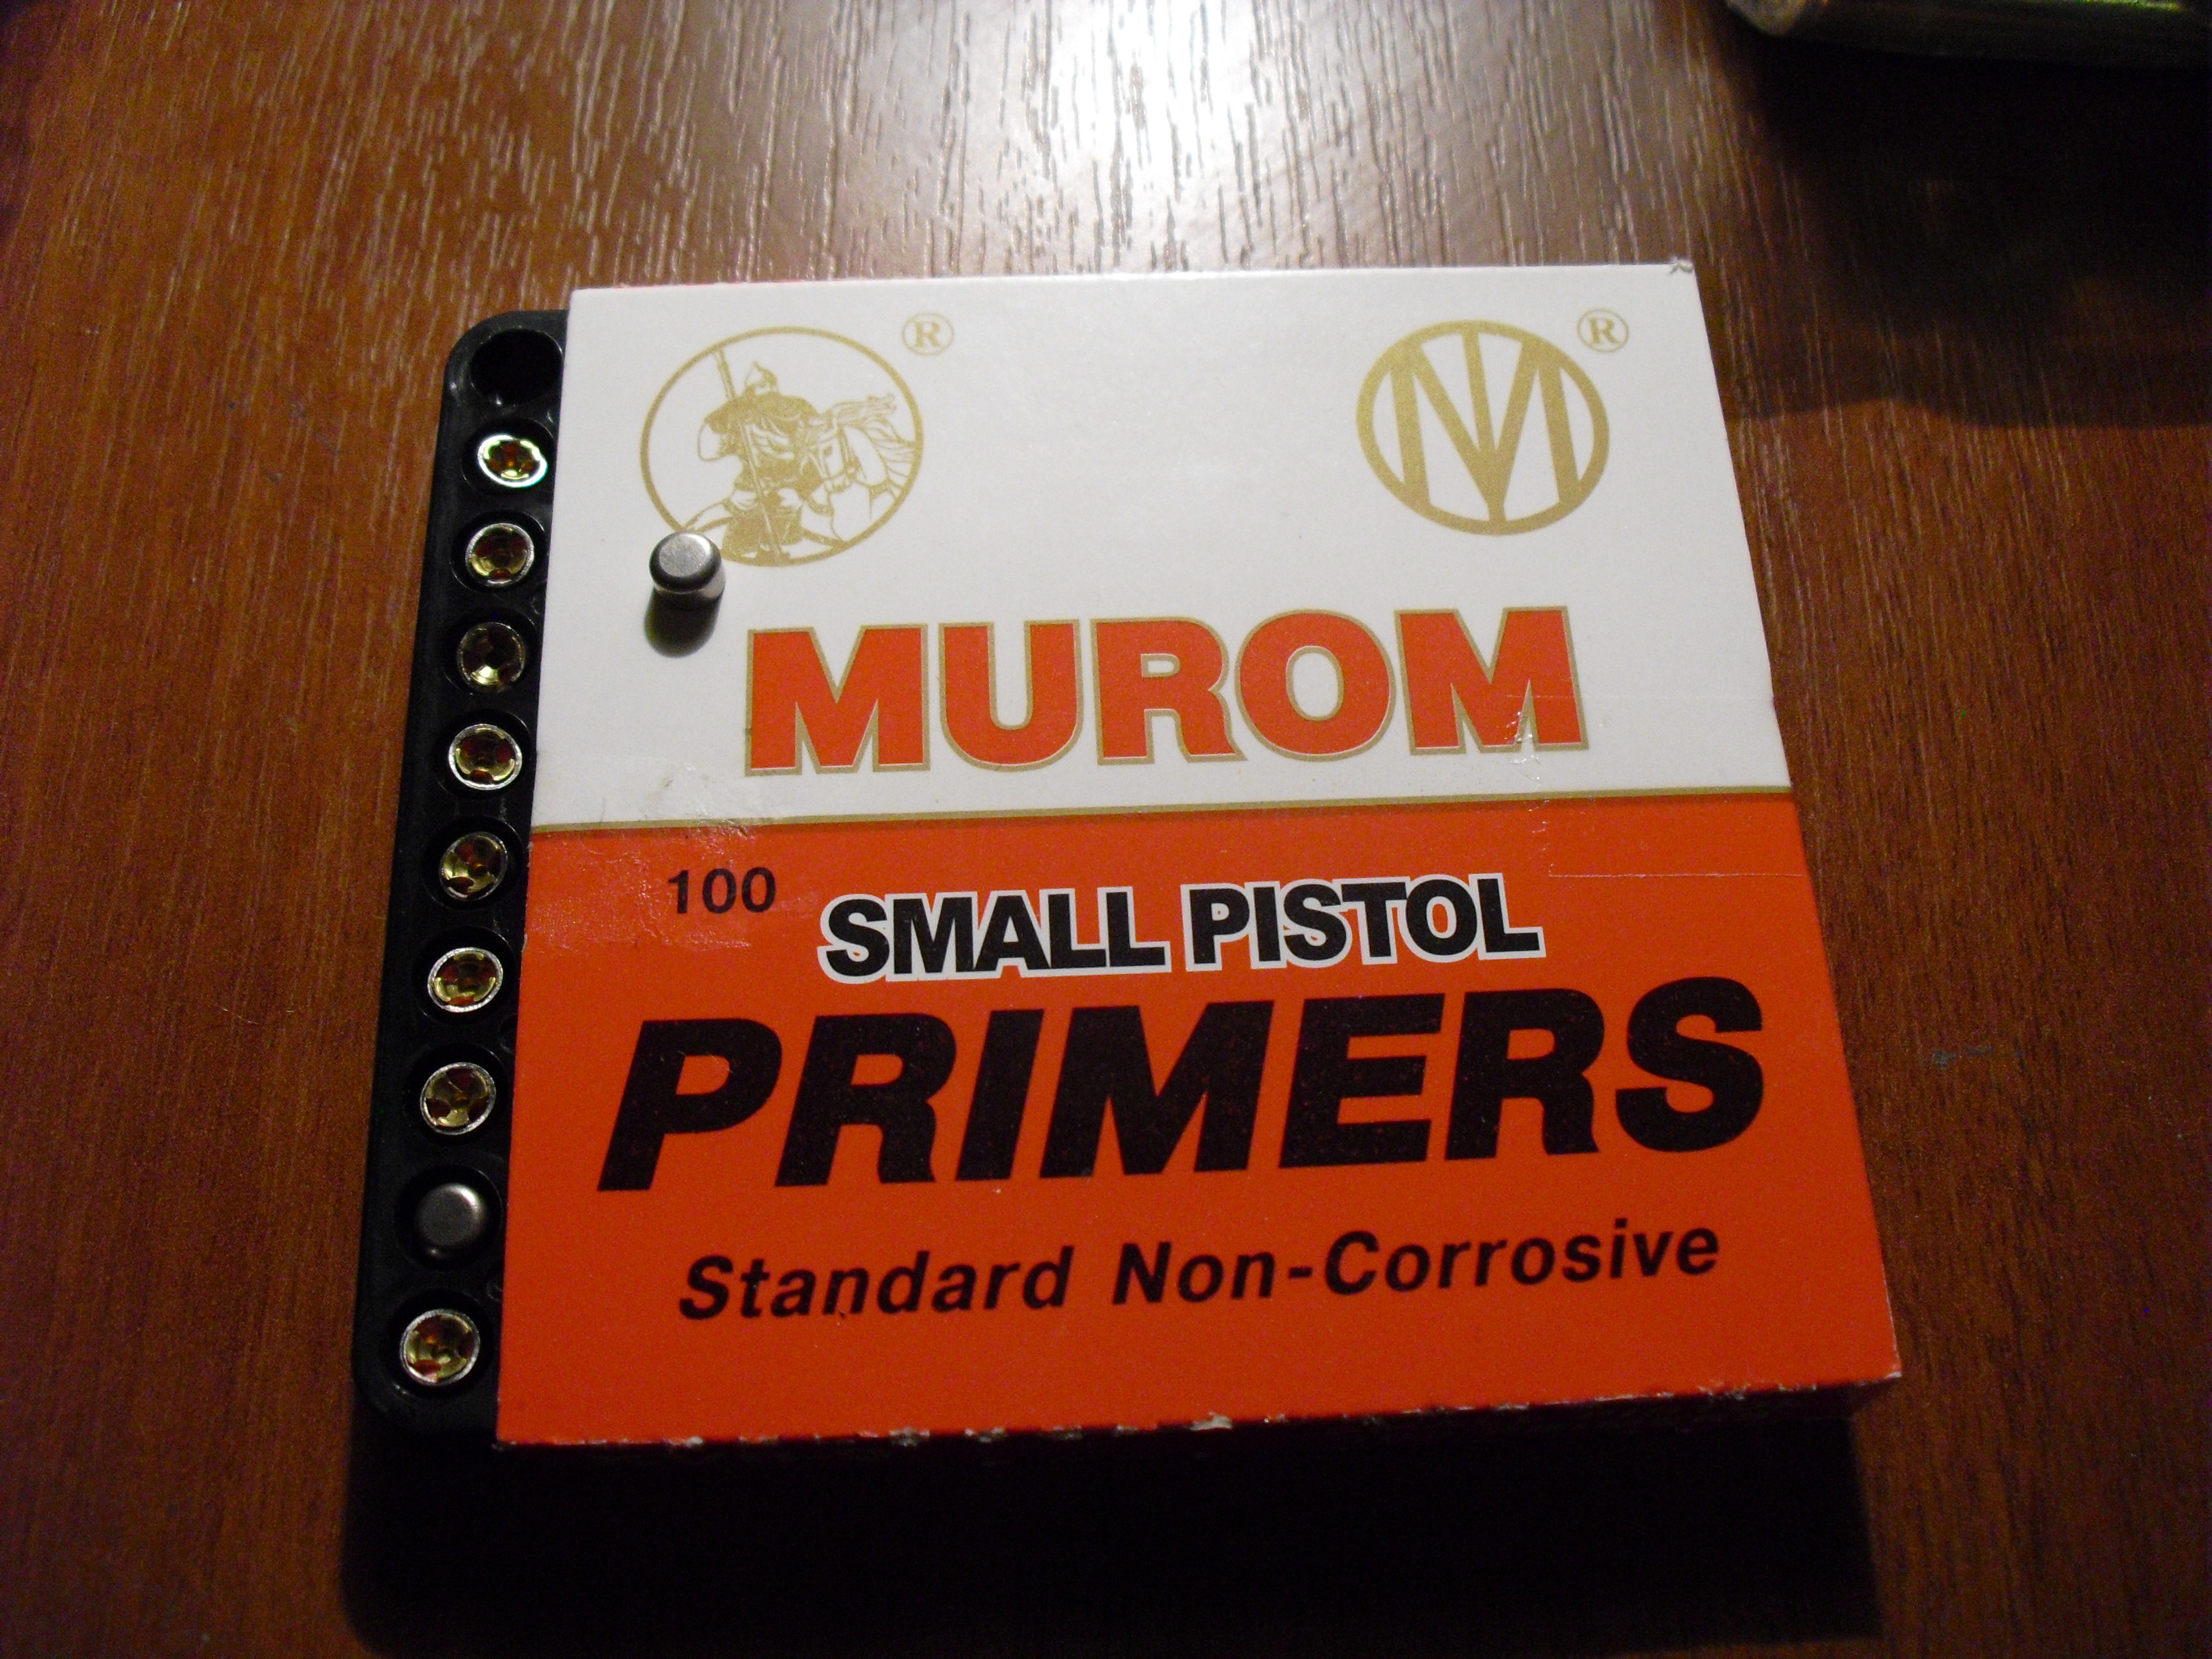 ® ®
MUROM
100 SMALL PISTOL
PRIMERS
Standard Non-Corrosive